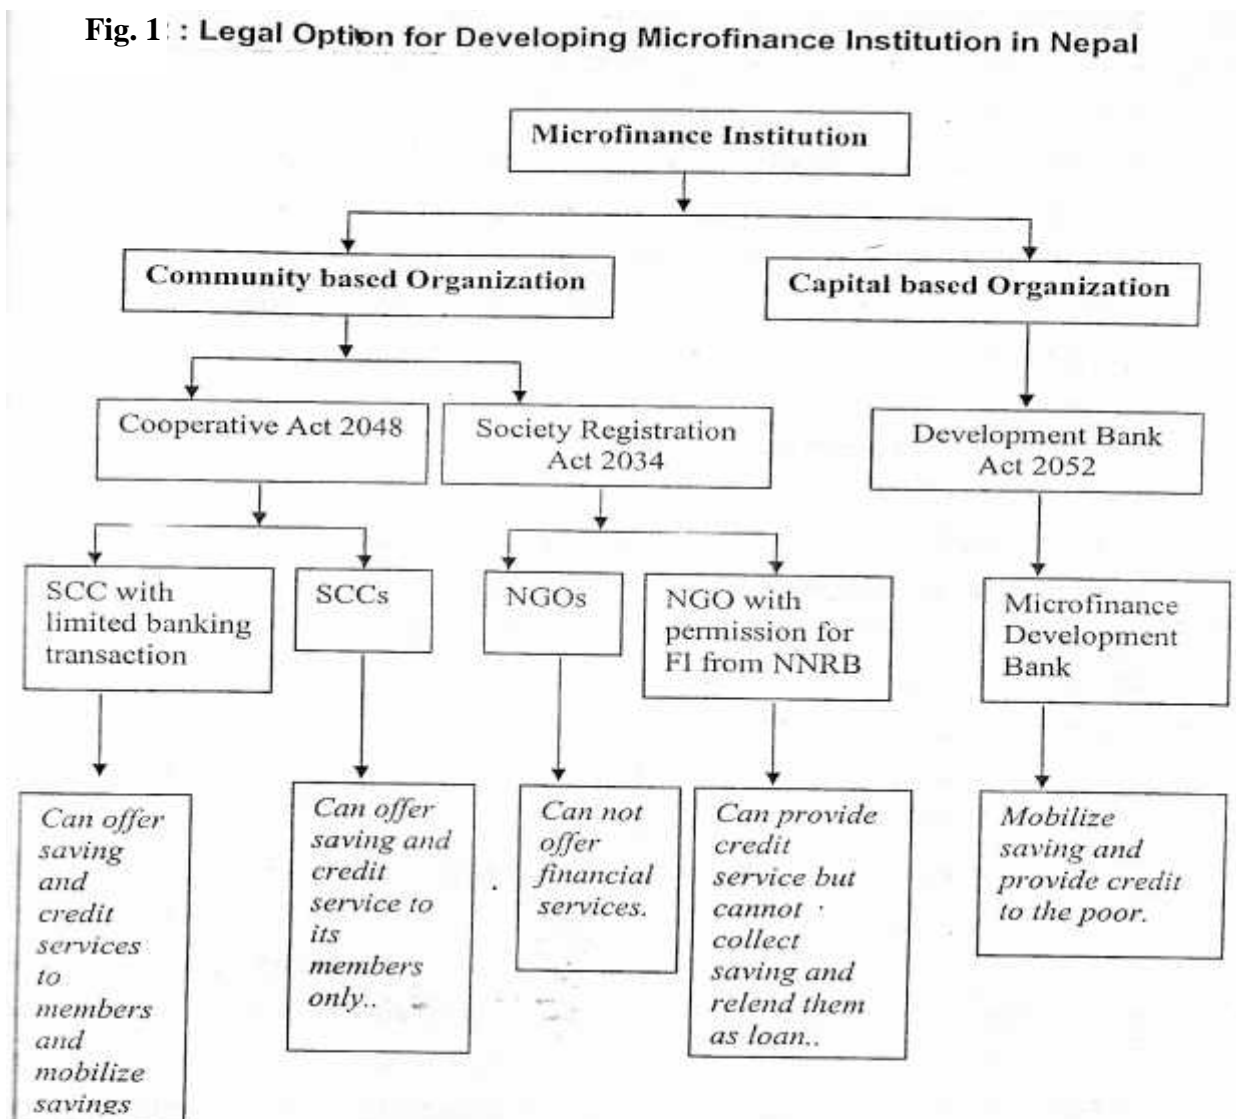 Fig. 1 : Legal Option for Developing Microfinance Institution in Nepal
Microfinance Institution
Community based Organization
Capital based Organization
Cooperative Act 2048
Society Registration
Act 2034
Development Bank
Act 2052
SCC with
limited banking
transaction
SCCs
NGOs
NGO with
permission for
FI from NNRB
Microfinance
Development
Bank
Can offer
saving
and
credit
services
to
members
and
mobilize
savings
Can offer
saving and
credit
service to
its
members
only..
Can not
offer
financial
services.
Can provide
credit
service but
cannot
collect
saving and
relend them
as loan..
Mobilize
saving and
provide credit
to the poor.